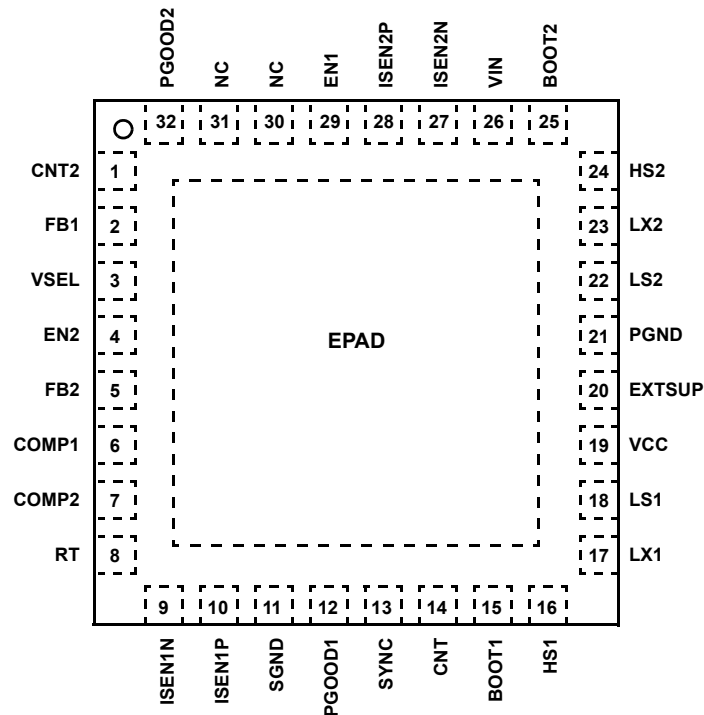 PGOOD2 NC NC EN1 ISEN2P ISEN2N VIN BOOT2
32 31 30 29 28 27 26 25
CNT2 1 24 HS2
FB1 2 23 LX2
VSEL 3 22 LS2
EN2 4 EPAD 21 PGND
FB2 5 20 EXTSUP
COMP1 6 19 VCC
COMP2 7 18 LS1
RT 8 17 LX1
9 10 11 12 13 14 15 16
ISEN1N ISEN1P SGND PGOOD1 SYNC CNT BOOT1 HS1